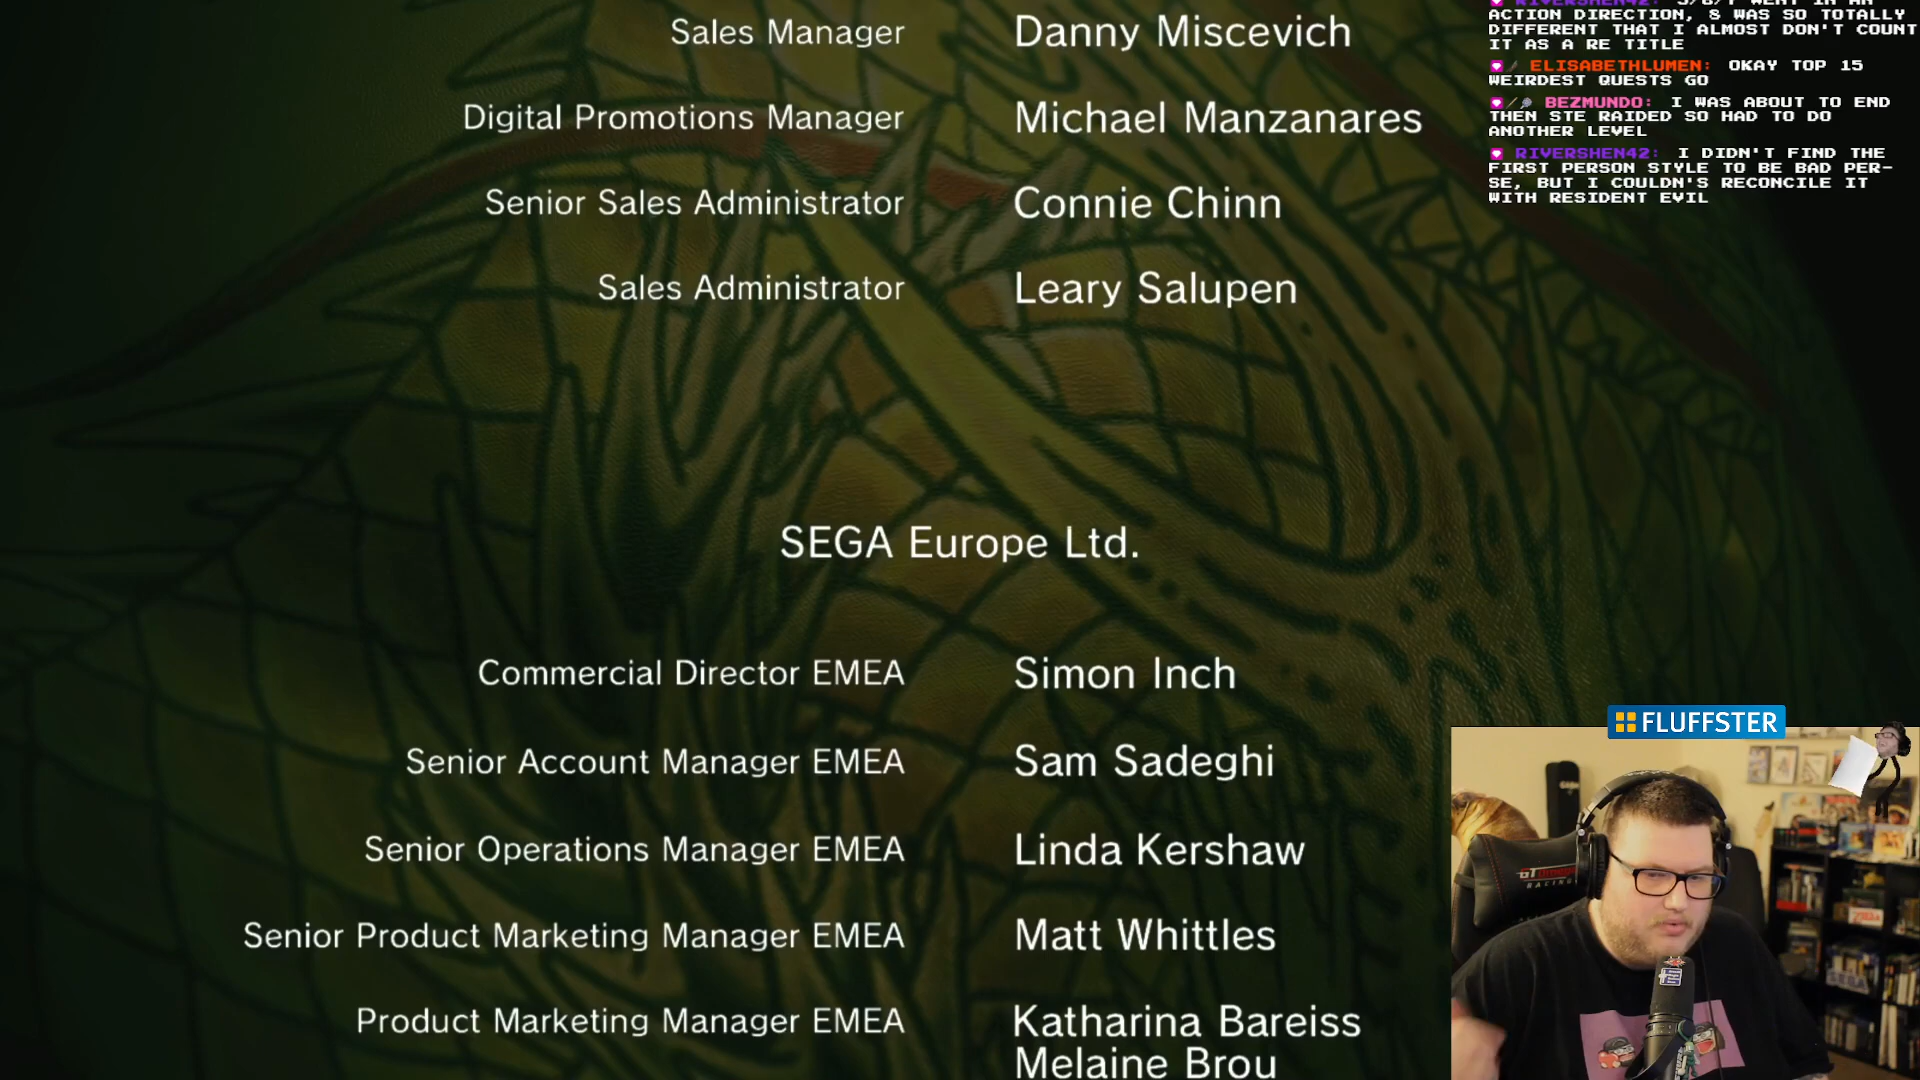 Sales Manager Danny Miscevich
Digital Promotions Manager Michael Manzanares
Senior Sales Administrator Connie Chinn
Sales Administrator Leary Salupen
SEGA Europe Ltd.
Commercial Director EMEA Simon Inch
Senior Account Manager EMEA Sam Sadeghi
Senior Operations Manager EMEA Linda Kershaw
Senior Product Marketing Manager EMEA Matt Whittles
Product Marketing Manager EMEA Katharina Bareiss
Melaine Brou
ACTION DIRECTION, 8 WAS SO TOTALLY
DIFFERENT THAT I ALMOST DON'T COUNT
IT AS A RE TITLE
ELISABETHLUMEN: OKAY TOP 15
WEIRDEST QUESTS GO
BEZMUNDO: I WAS ABOUT TO END
THEN STE RAIDED SO HAD TO DO
ANOTHER LEVEL
RIVERSHEN42: I DIDN'T FIND THE
FIRST PERSON STYLE TO BE BAD PER-
SE, BUT I COULDN'S RECONCILE IT
WITH RESIDENT EVIL
FLUFFSTER
RACING